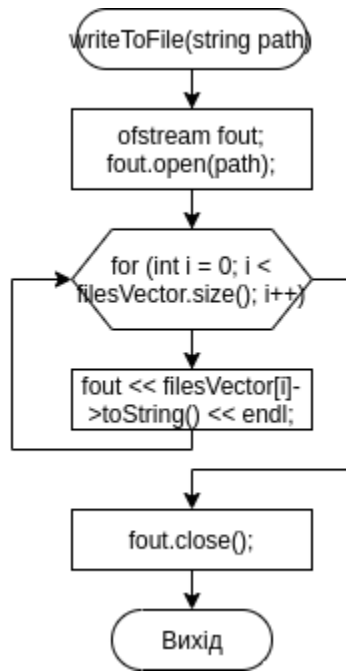 writeToFile(string path)
ofstream fout;
fout.open(path);
for (int i = 0; i <
filesVector.size(); i++)
fout << filesVector[i]-
>toString() << endl;
fout.close();
Вихід